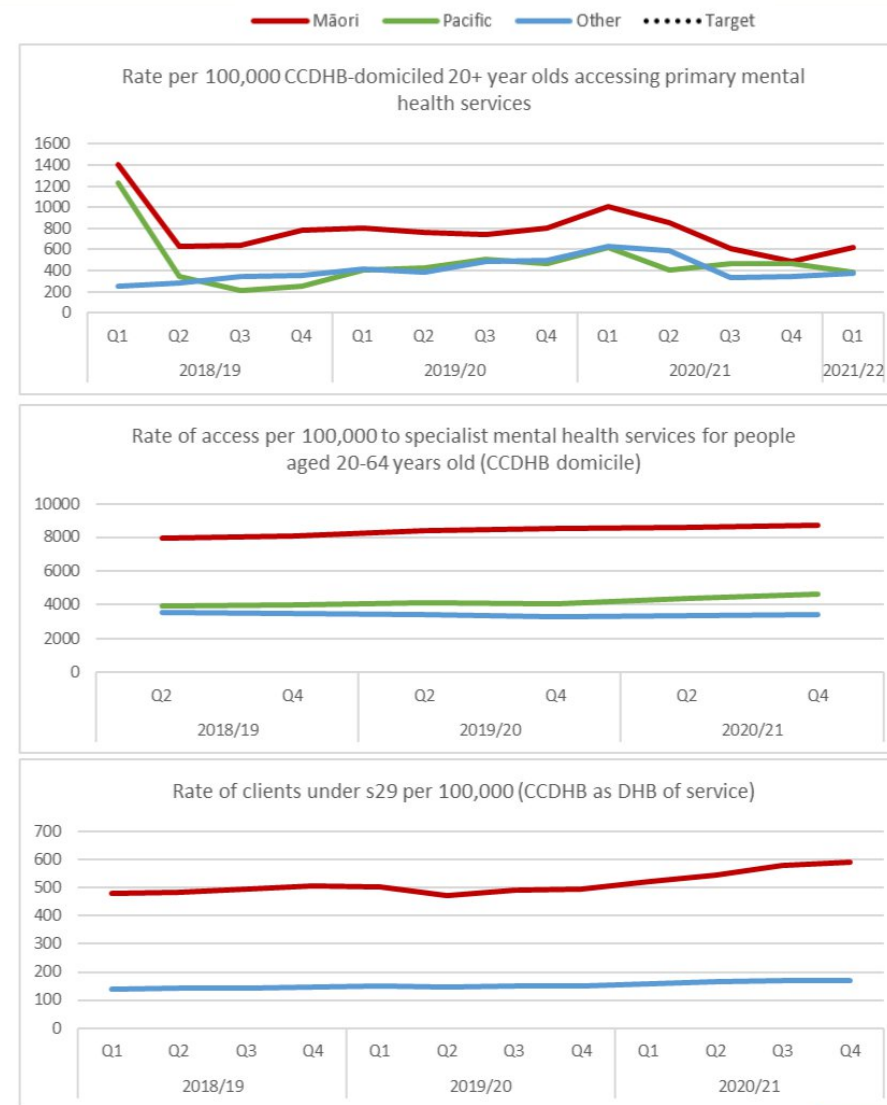 Māori Pacific Other Target
Rate per 100,000 CCDHB-domiciled 20+ year olds accessing primary mental
health services
1600
1400
1200
1000
800
600
400
200
0
Q1 Q2 Q3 Q4 Q1 Q2 Q3 Q4 Q1 Q2 Q3 Q4 Q1
2018/19 2019/20 2020/21 2021/22
Rate of access per 100,000 to specialist mental health services for people
aged 20-64 years old (CCDHB domicile)
10000
8000
6000
4000
2000
0
Q2 Q4 Q2 Q4 Q2 Q4
2018/19 2019/20 2020/21
Rate of clients under s29 per 100,000 (CCDHB as DHB of service)
700
600
500
400
300
200
100
0
Q1 Q2 Q3 Q4 Q1 Q2 Q3 Q4 Q1 Q2 Q3 Q4
2018/19 2019/20 2020/21